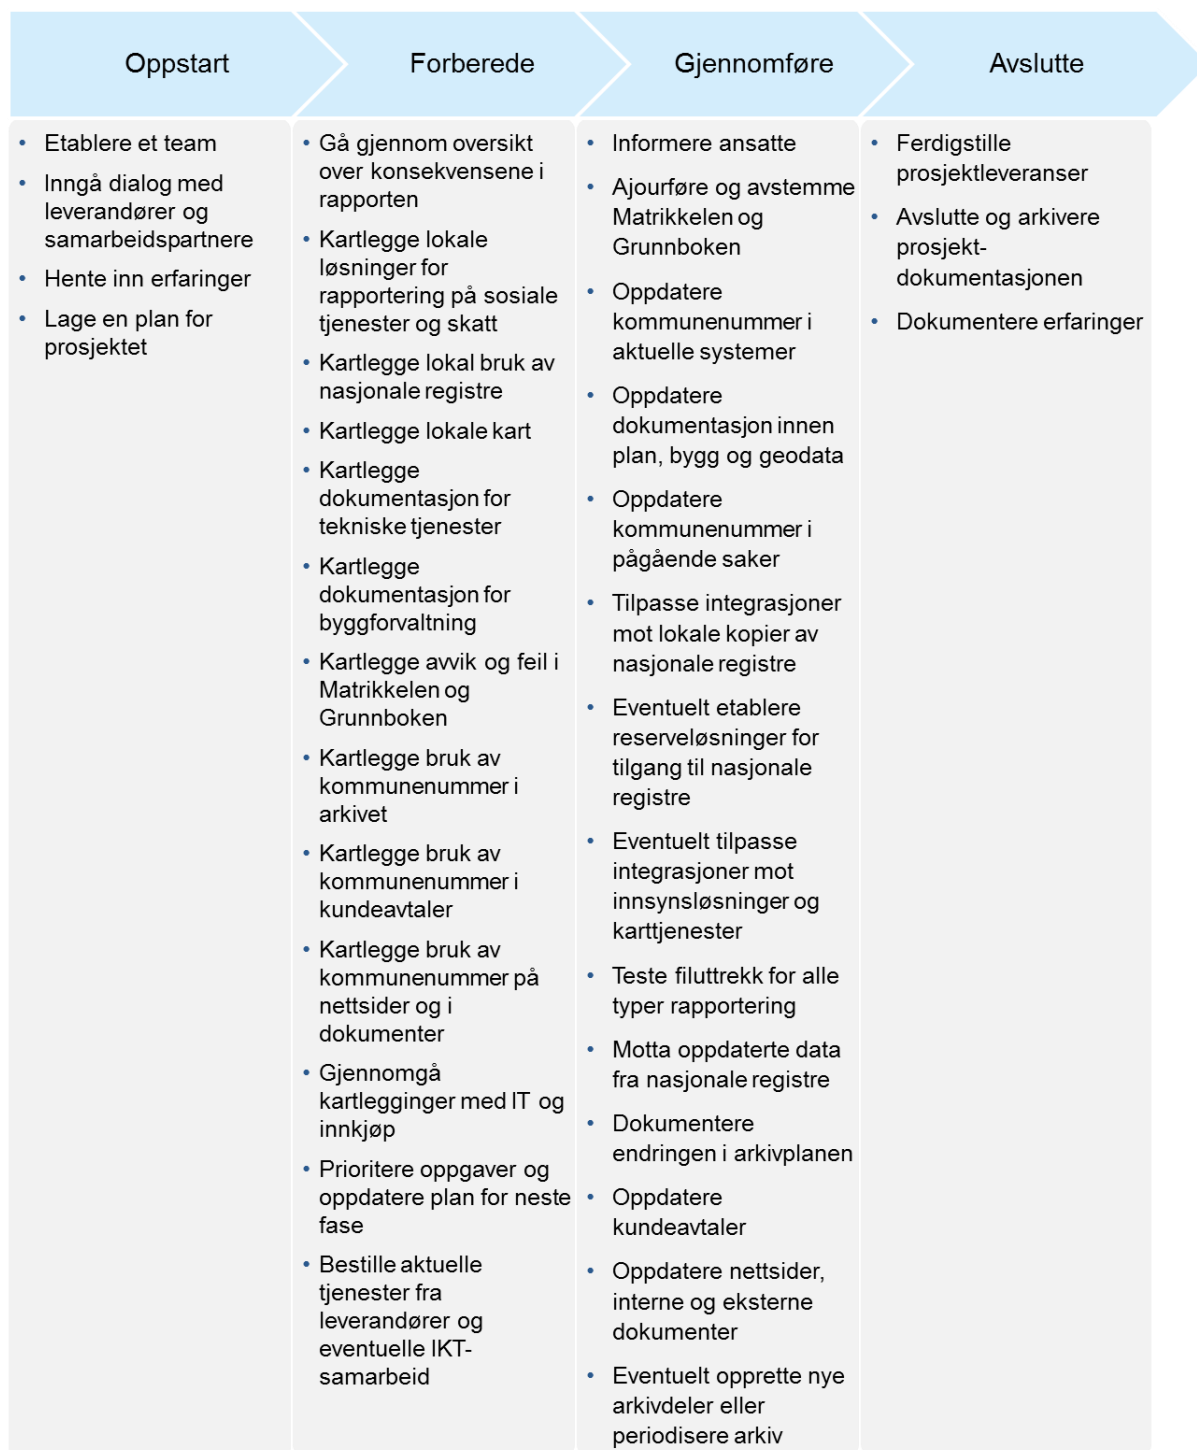 Oppstart
Forberede
Gjennomføre
Avslutte
• Etablere et team
• Inngå dialog med
leverandører og
samarbeidspartnere
• Hente inn erfaringer
• Lage en plan for
prosjektet
• Gå gjennom oversikt
over konsekvensene i
rapporten
• Kartlegge lokale
løsninger for
rapportering på sosiale
tjenester og skatt
• Kartlegge lokal bruk av
nasjonale registre
• Kartlegge lokale kart
• Kartlegge
dokumentasjon for
tekniske tjenester
• Kartlegge
dokumentasjon for
byggforvaltning
• Kartlegge avvik og feil i
Matrikkelen og
Grunnboken
• Kartlegge bruk av
kommunenummer i
arkivet
• Kartlegge bruk av
kommunenummer i
kundeavtaler
• Kartlegge bruk av
kommunenummer på
nettsider og i
dokumenter
• Gjennomgå
kartlegginger med IT og
innkjøp
• Prioritere oppgaver og
oppdatere plan for neste
fase
• Bestille aktuelle
tjenester fra
leverandører og
eventuelle IKT-
samarbeid
• Informere ansatte
• Ajourføre og avstemme
Matrikkelen og
Grunnboken
• Oppdatere
kommunenummer i
aktuelle systemer
• Oppdatere
dokumentasjon innen
plan, bygg og geodata
• Oppdatere
kommunenummer i
pågående saker
• Tilpasse integrasjoner
mot lokale kopier av
nasjonale registre
• Eventuelt etablere
reserveløsninger for
tilgang til nasjonale
registre
• Eventuelt tilpasse
integrasjoner mot
innsynsløsninger og
karttjenester
• Teste filuttrekk for alle
typer rapportering
• Motta oppdaterte data
fra nasjonale registre
• Dokumentere
endringen i arkivplanen
• Oppdatere
kundeavtaler
• Oppdatere nettsider,
interne og eksterne
dokumenter
• Eventuelt opprette nye
arkivdeler eller
periodisere arkiv
• Ferdigstille
prosjektleveranser
• Avslutte og arkivere
prosjekt-
dokumentasjonen
• Dokumentere erfaringer